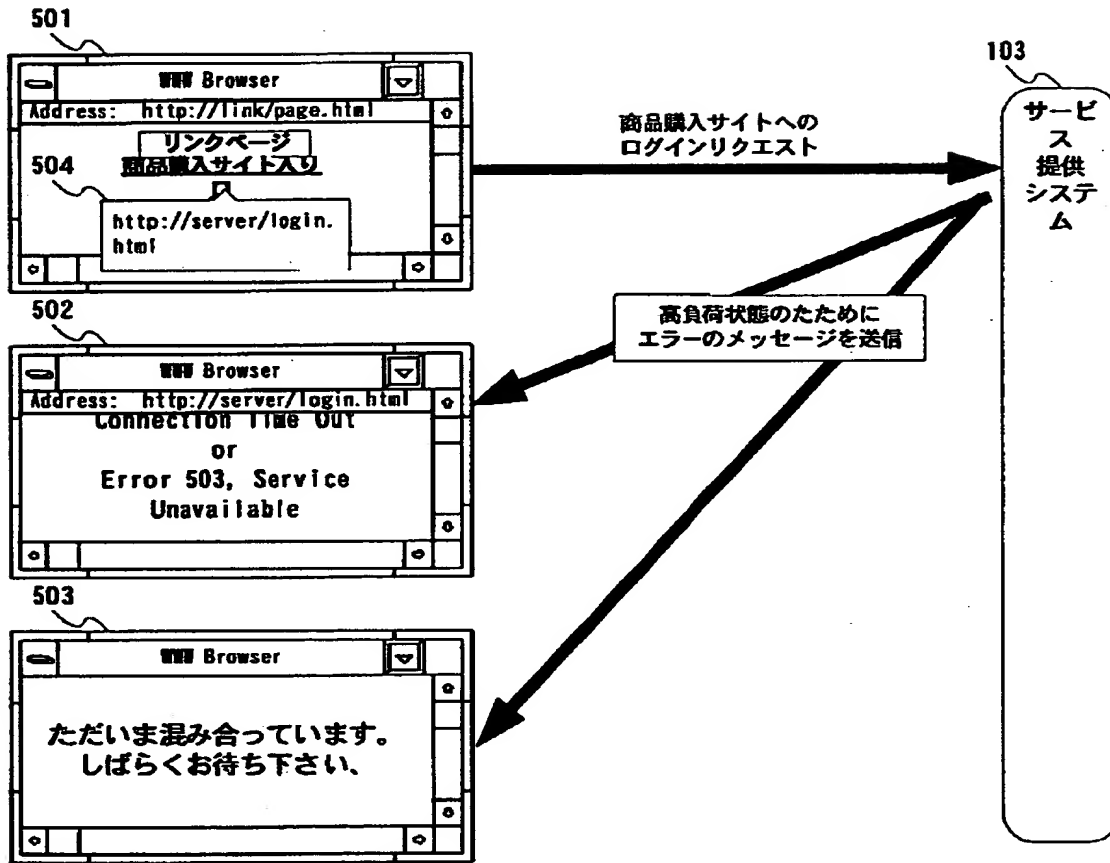 501
WWW Browser
Address: http://link/page.html
リンクページ
商品購入サイト入り
504
http://server/login.
html
商品購入サイトへの
ログインリクエスト
103
サービ
ス
提供
システ
ム
高負荷状態のたために
エラーのメッセージを送信
502
WWW Browser
Address: http://server/login.html
Connection Time Out
or
Error 503, Service
Unavailable
503
WWW Browser
ただいま混み合っています。
しばらくお待ち下さい、